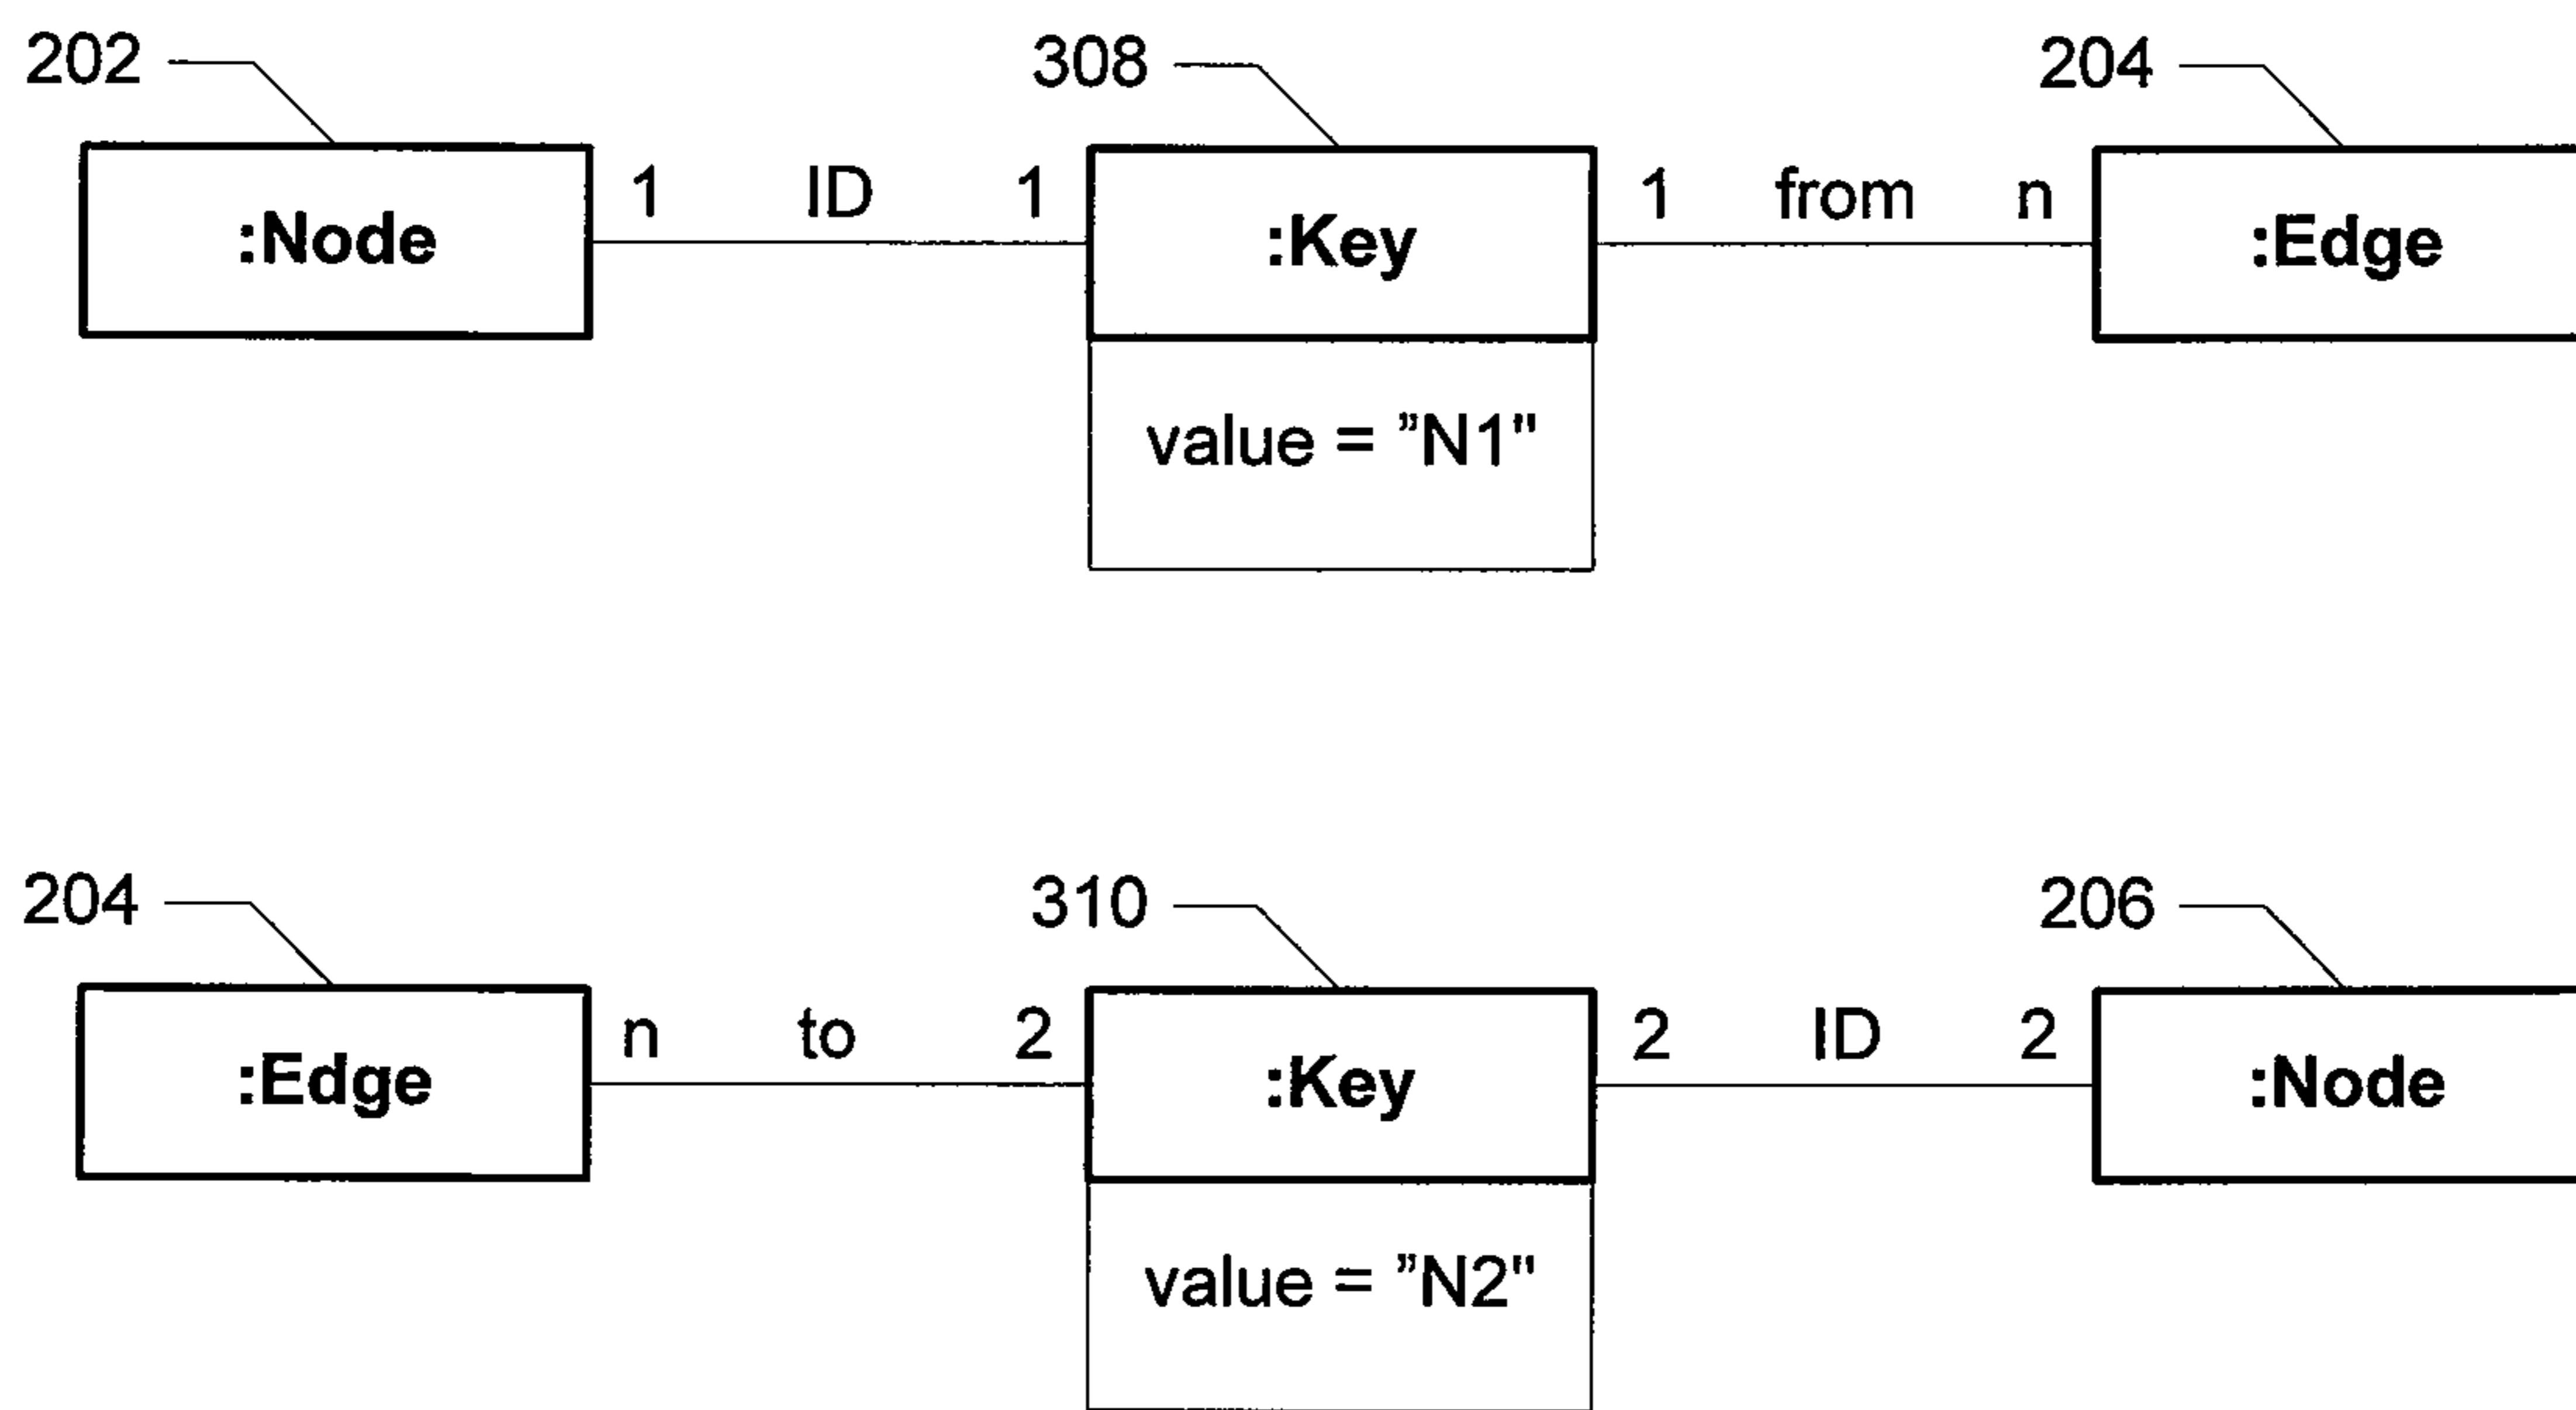 202 308 204
:Node 1 ID 1 :Key 1 from n :Edge
value = ”N1"
204 310 206
:Edge n to 2 :Key 2 ID 2 :Node
value = ”N2"